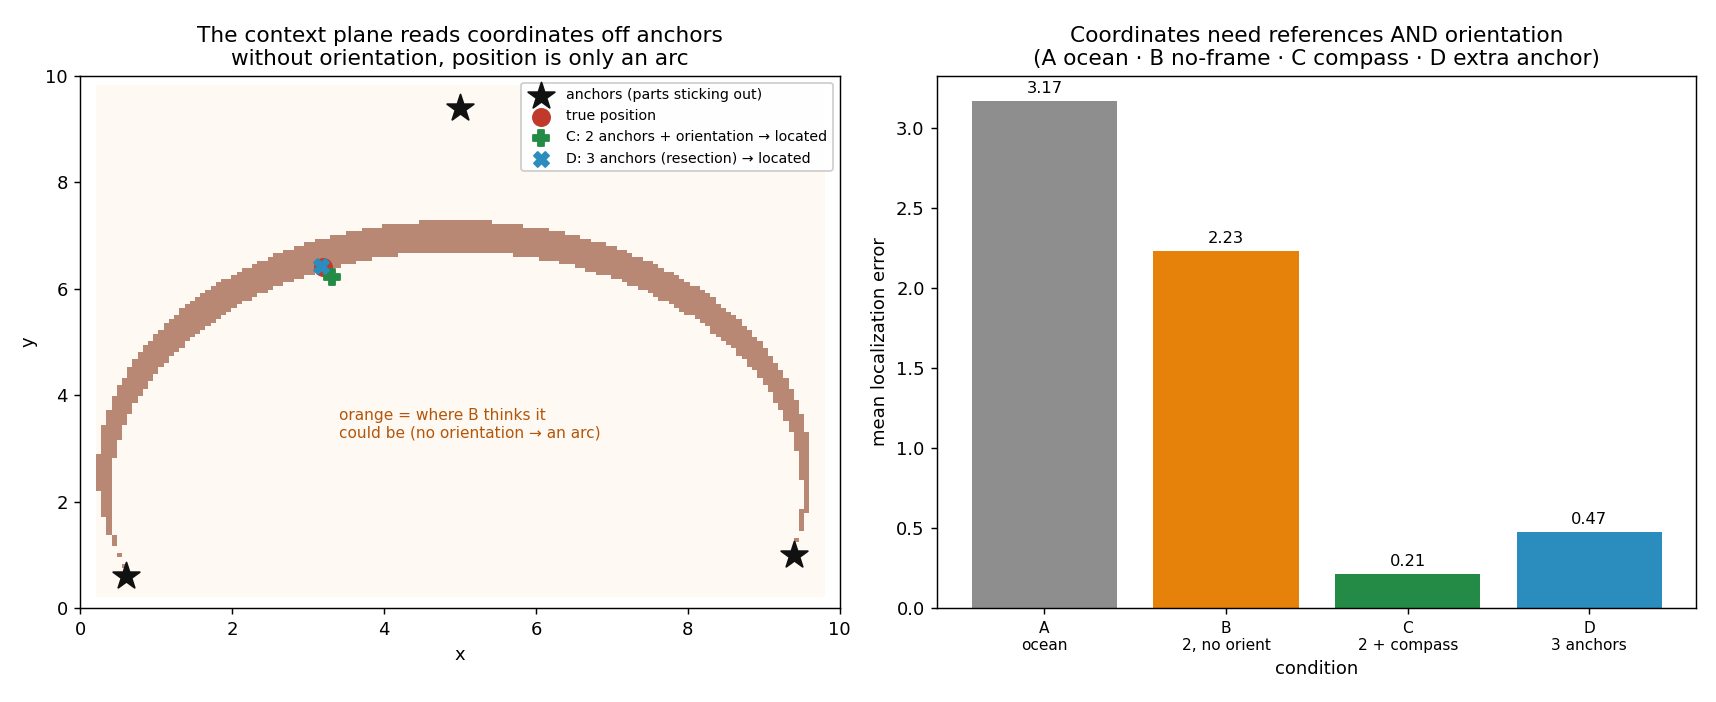 The context plane reads coordinates off anchors
without orientation, position is only an arc
10
8
6
4
2
0
y
anchors (parts sticking out)
true position
C: 2 anchors + orientation → located
D: 3 anchors (resection) → located
orange = where B thinks it
could be (no orientation → an arc)
0 2 4 6 8 10
x
Coordinates need references AND orientation
(A ocean · B no-frame · C compass · D extra anchor)
3.0
2.5
2.0
1.5
1.0
0.5
0.0
mean localization error
3.17
2.23
0.21
0.47
A B C D
ocean 2, no orient 2 + compass 3 anchors
condition